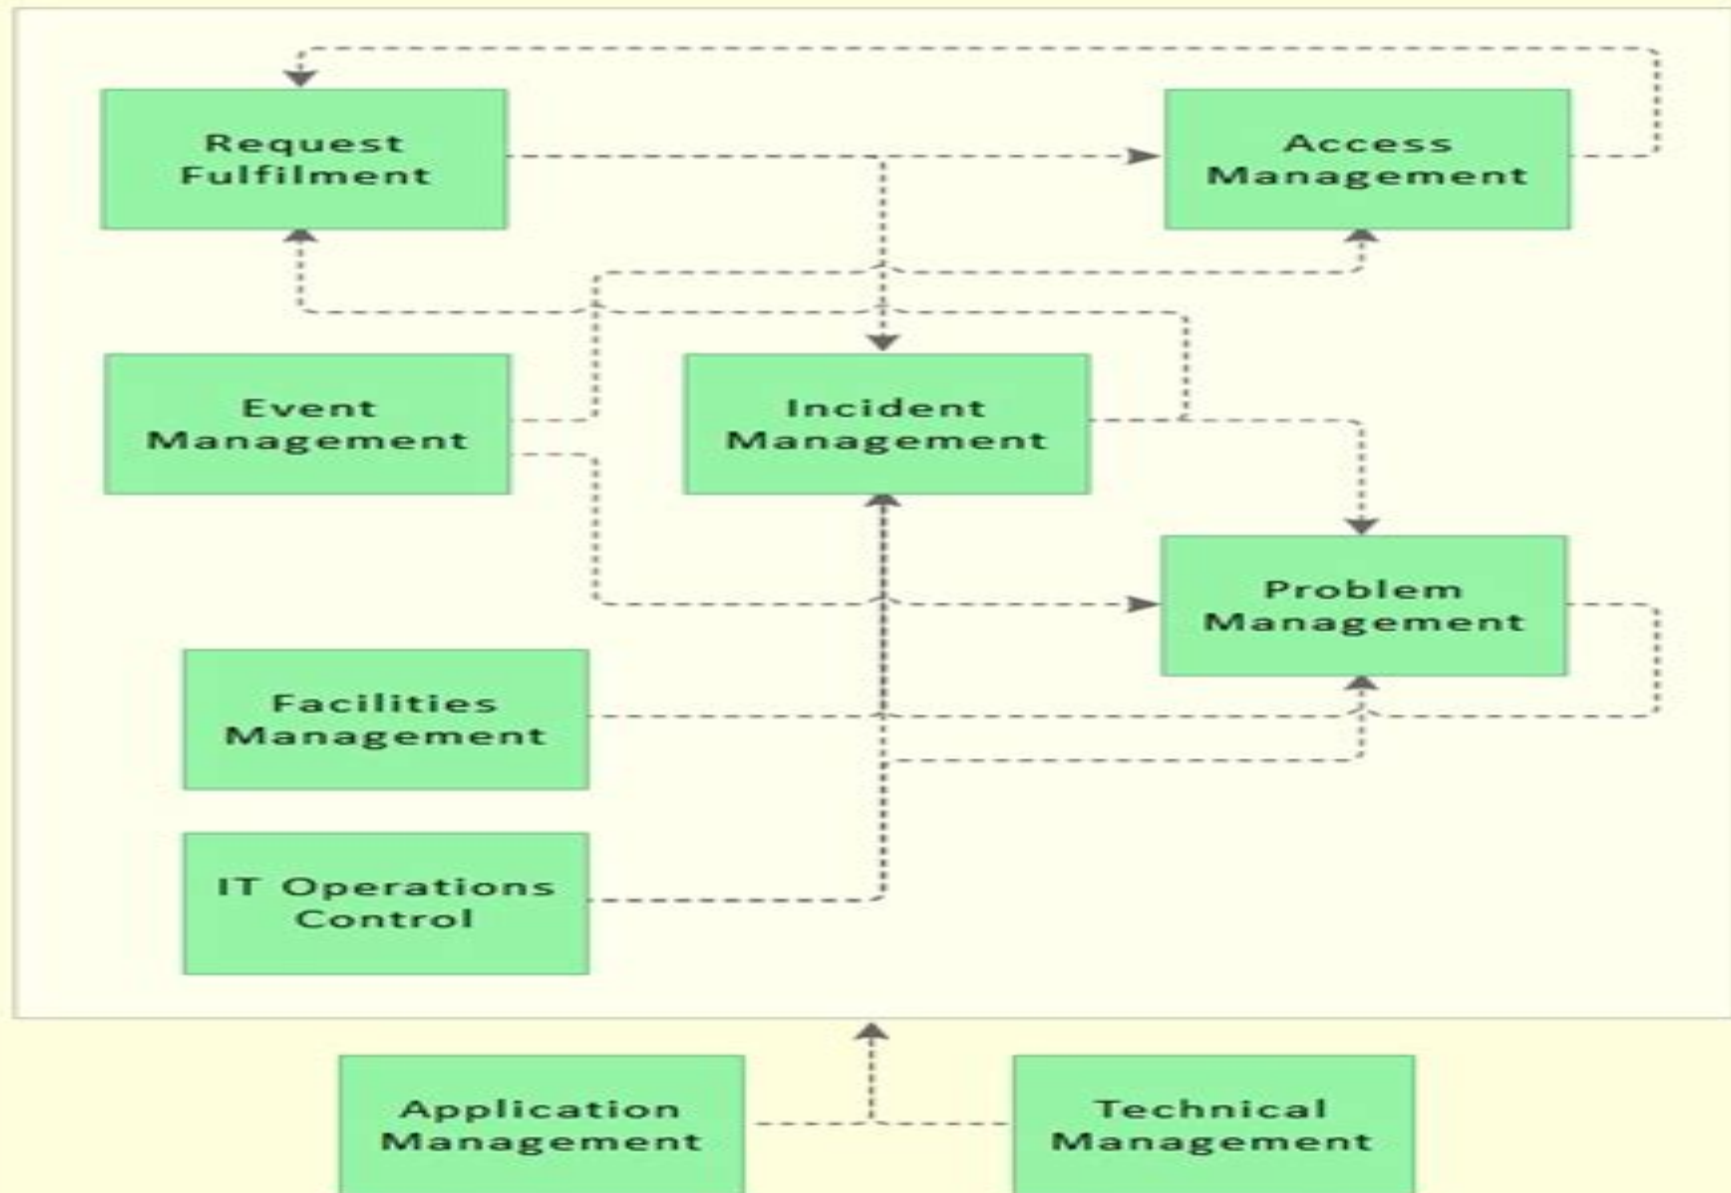 Request
Fulfilment
Access
Management
Event
Management
Incident
Management
Problem
Management
Facilities
Management
IT Operations
Control
Application
Management
Technical
Management